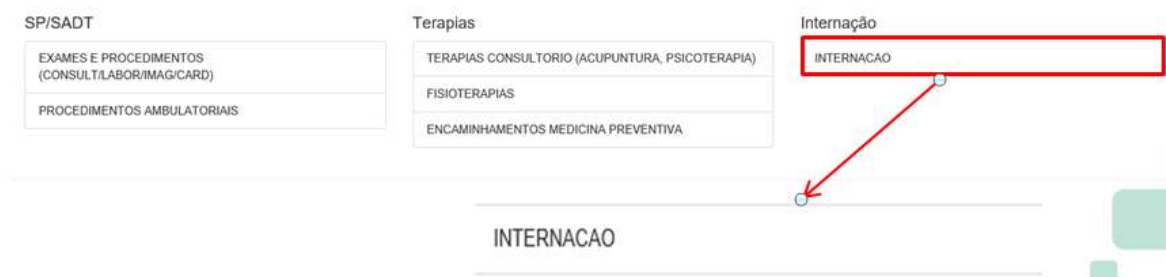 SP/SADT
EXAMES E PROCEDIMENTOS
(CONSULT/LABOR/IMAG/CARD)
PROCEDIMENTOS AMBULATORIAIS
Terapias
TERAPIAS CONSULTORIO (ACUPUNTURA, PSICOTERAPIA)
FISIOTERAPIAS
ENCAMINHAMENTOS MEDICINA PREVENTIVA
Internação
INTERNACAO
INTERNACAO